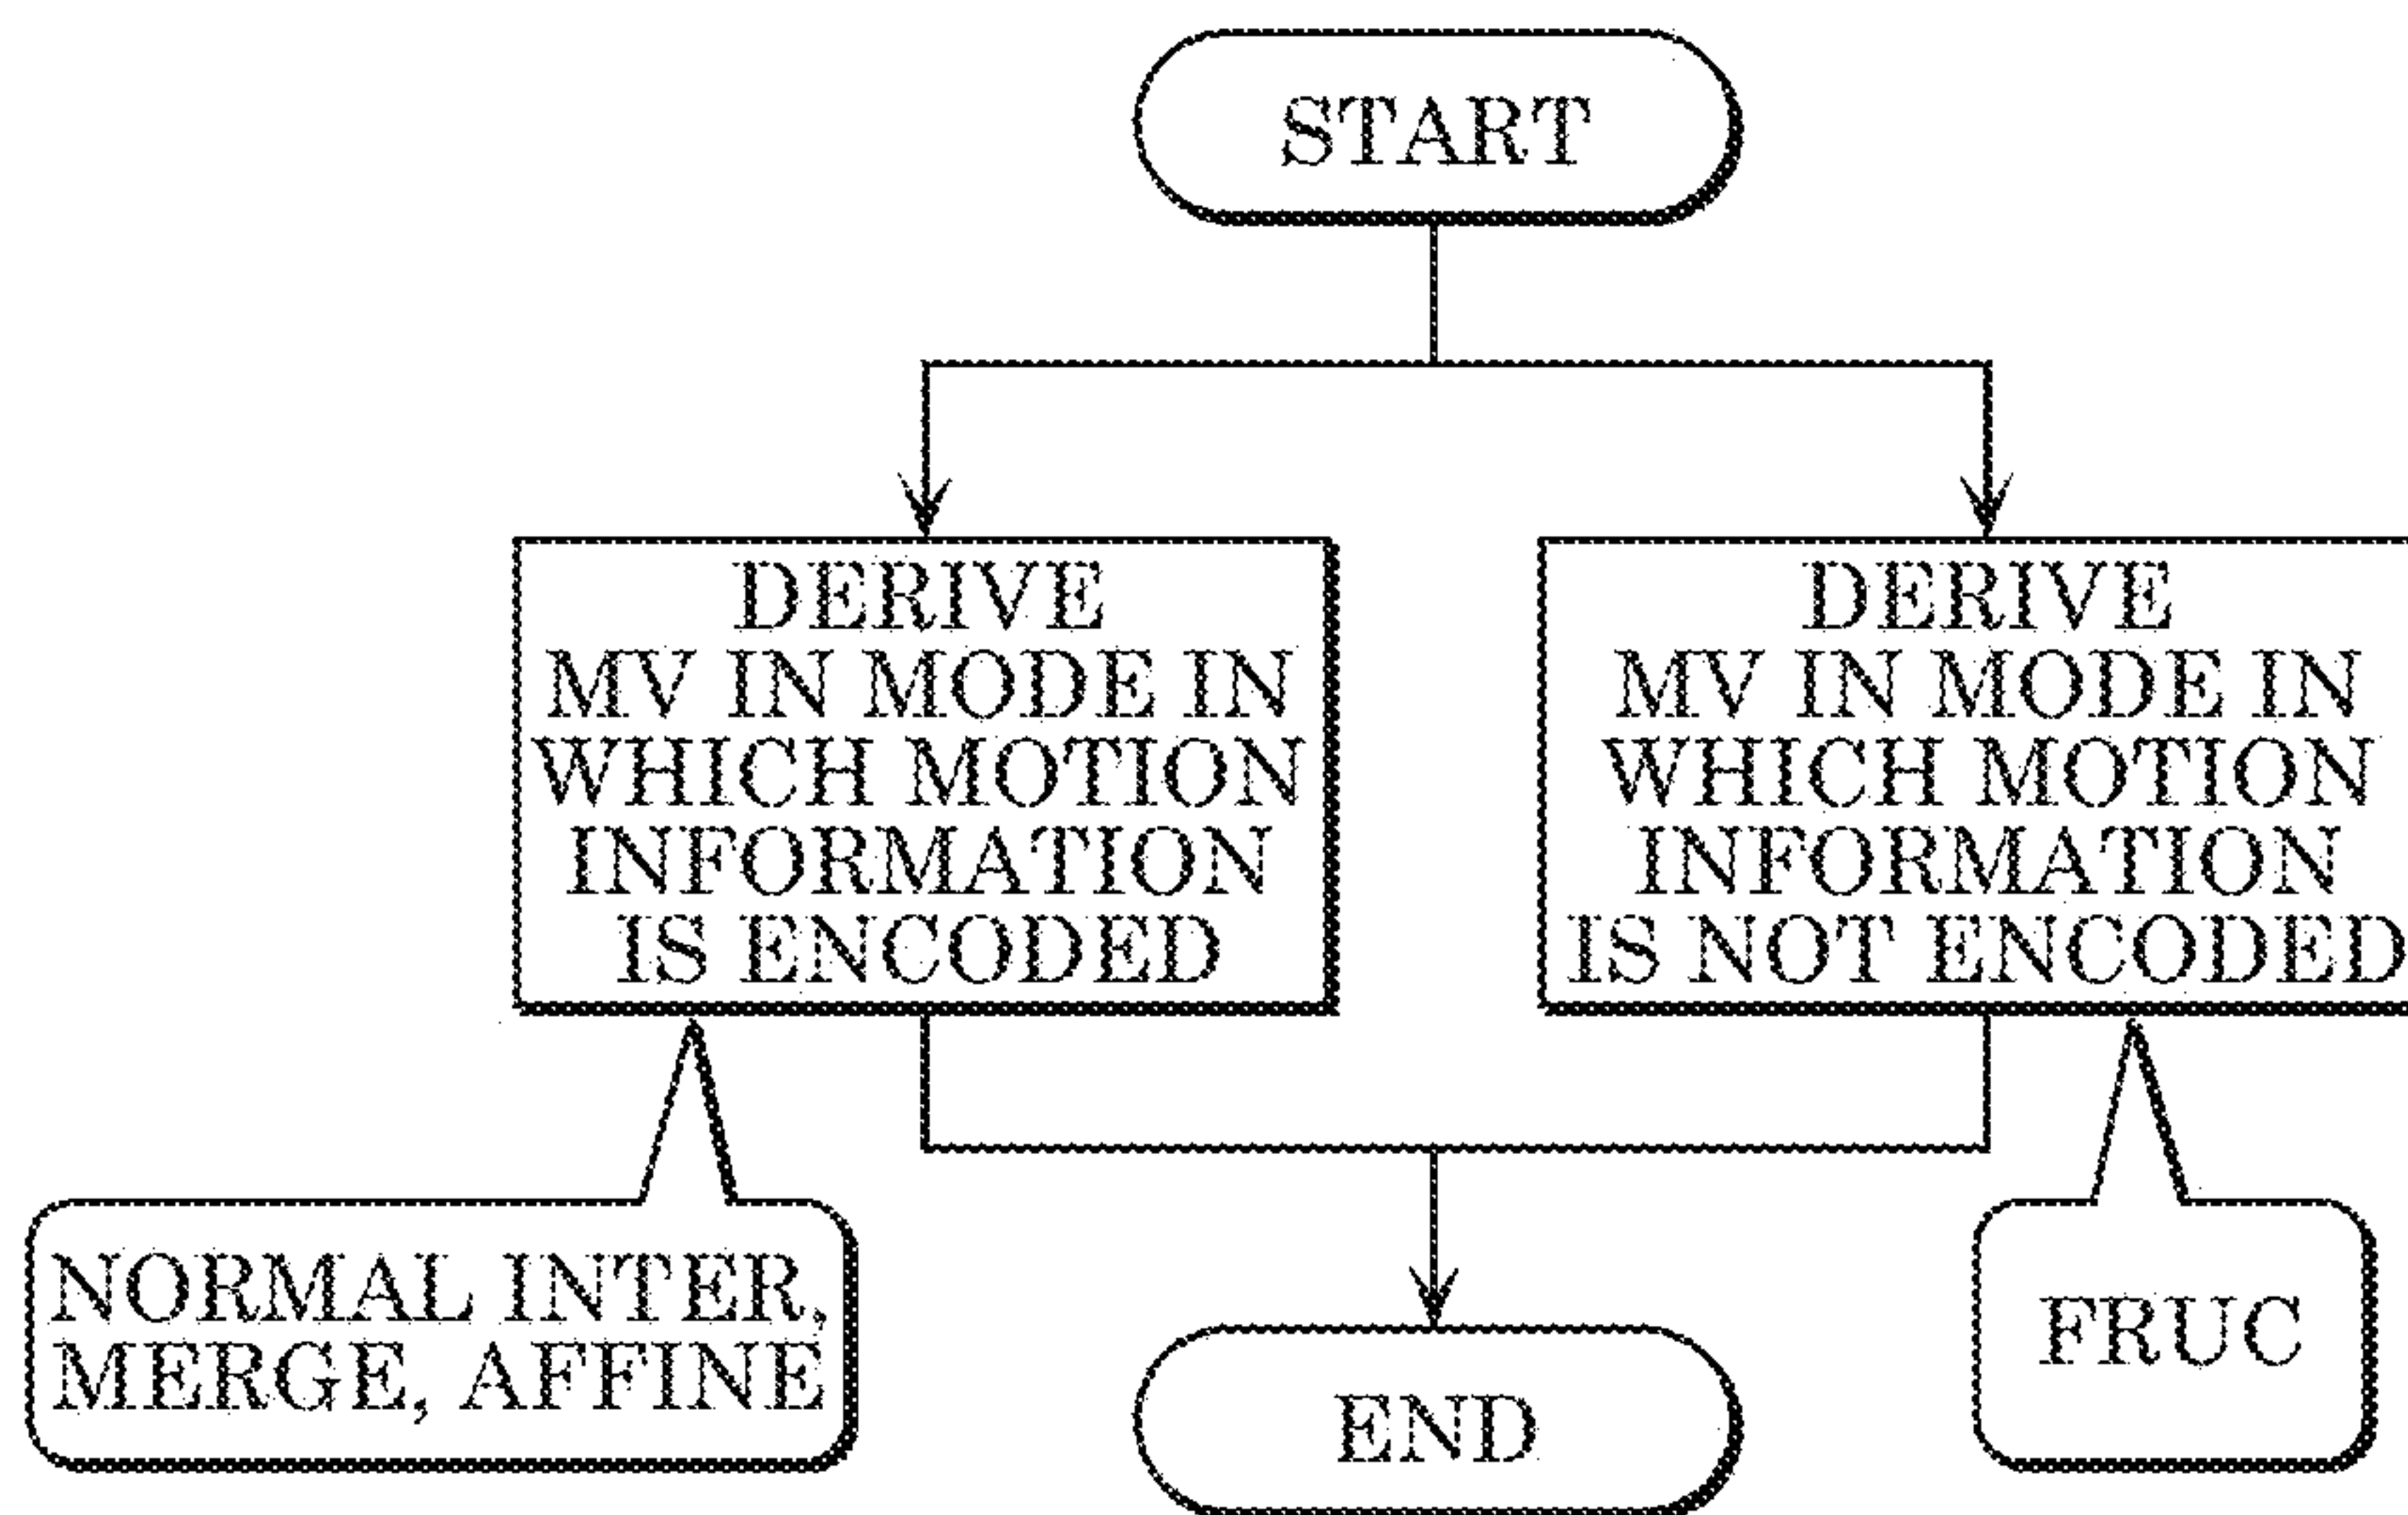 START
DERIVE
MV IN MODE IN
WHICH MOTION
INFORMATION
IS ENCODED
DERIVE
MV IN MODE IN
WHICH MOTION
INFORMATION
IS NOT ENCODED
NORMAL INTER,
MERGE, AFFINE
FRUC
END